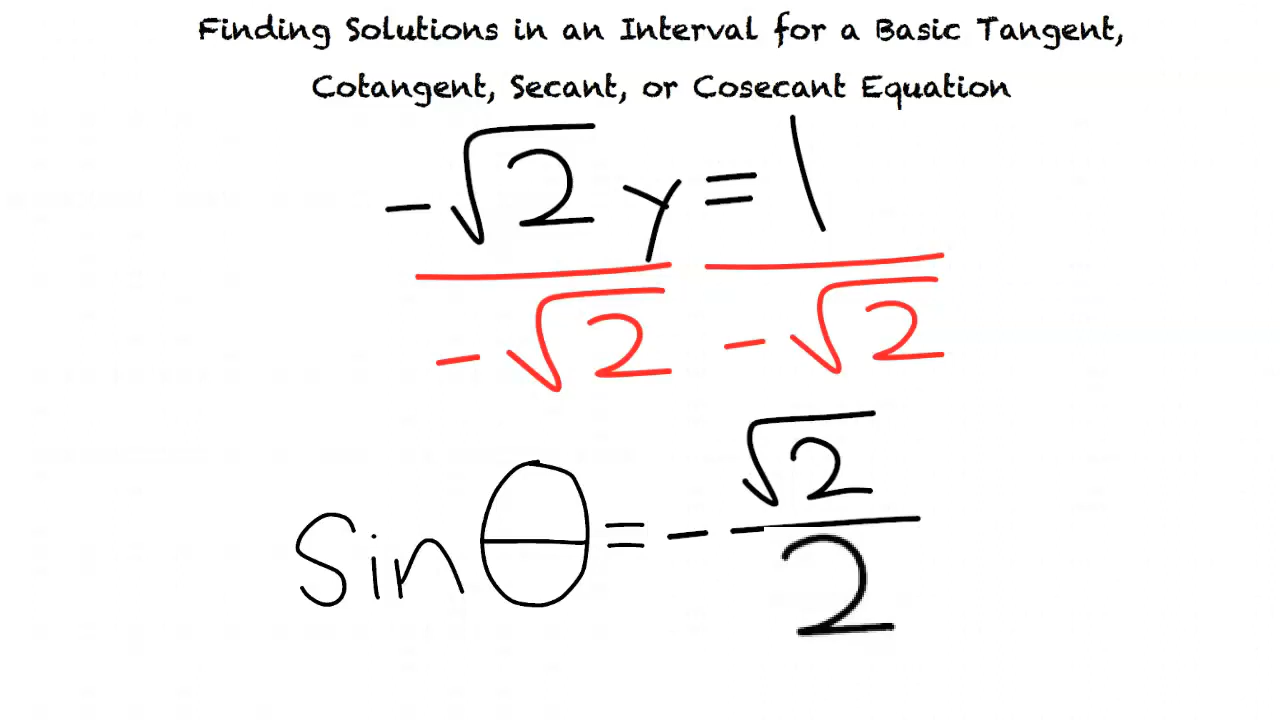 Finding Solutions in an Interval for a Basic Tangent,
Cotangent, Secant, or Cosecant Equation
-√2 y = 1
-√2 -√2
sin θ = - √2
2